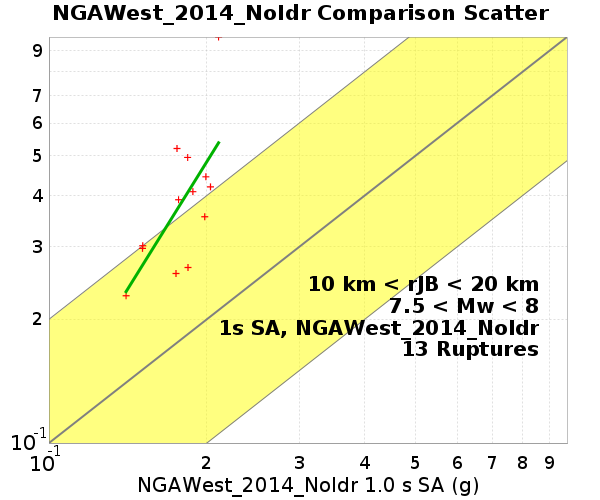 NGAWest_2014_NoIdr Comparison Scatter
9
7
6
5
4
3
2
10-1
10 km < rJB < 20 km
7.5 < Mw < 8
1s SA, NGAWest_2014_NoIdr
13 Ruptures
10-1 2 3 4 5 6 7 8 9
NGAWest_2014_NoIdr 1.0 s SA (g)